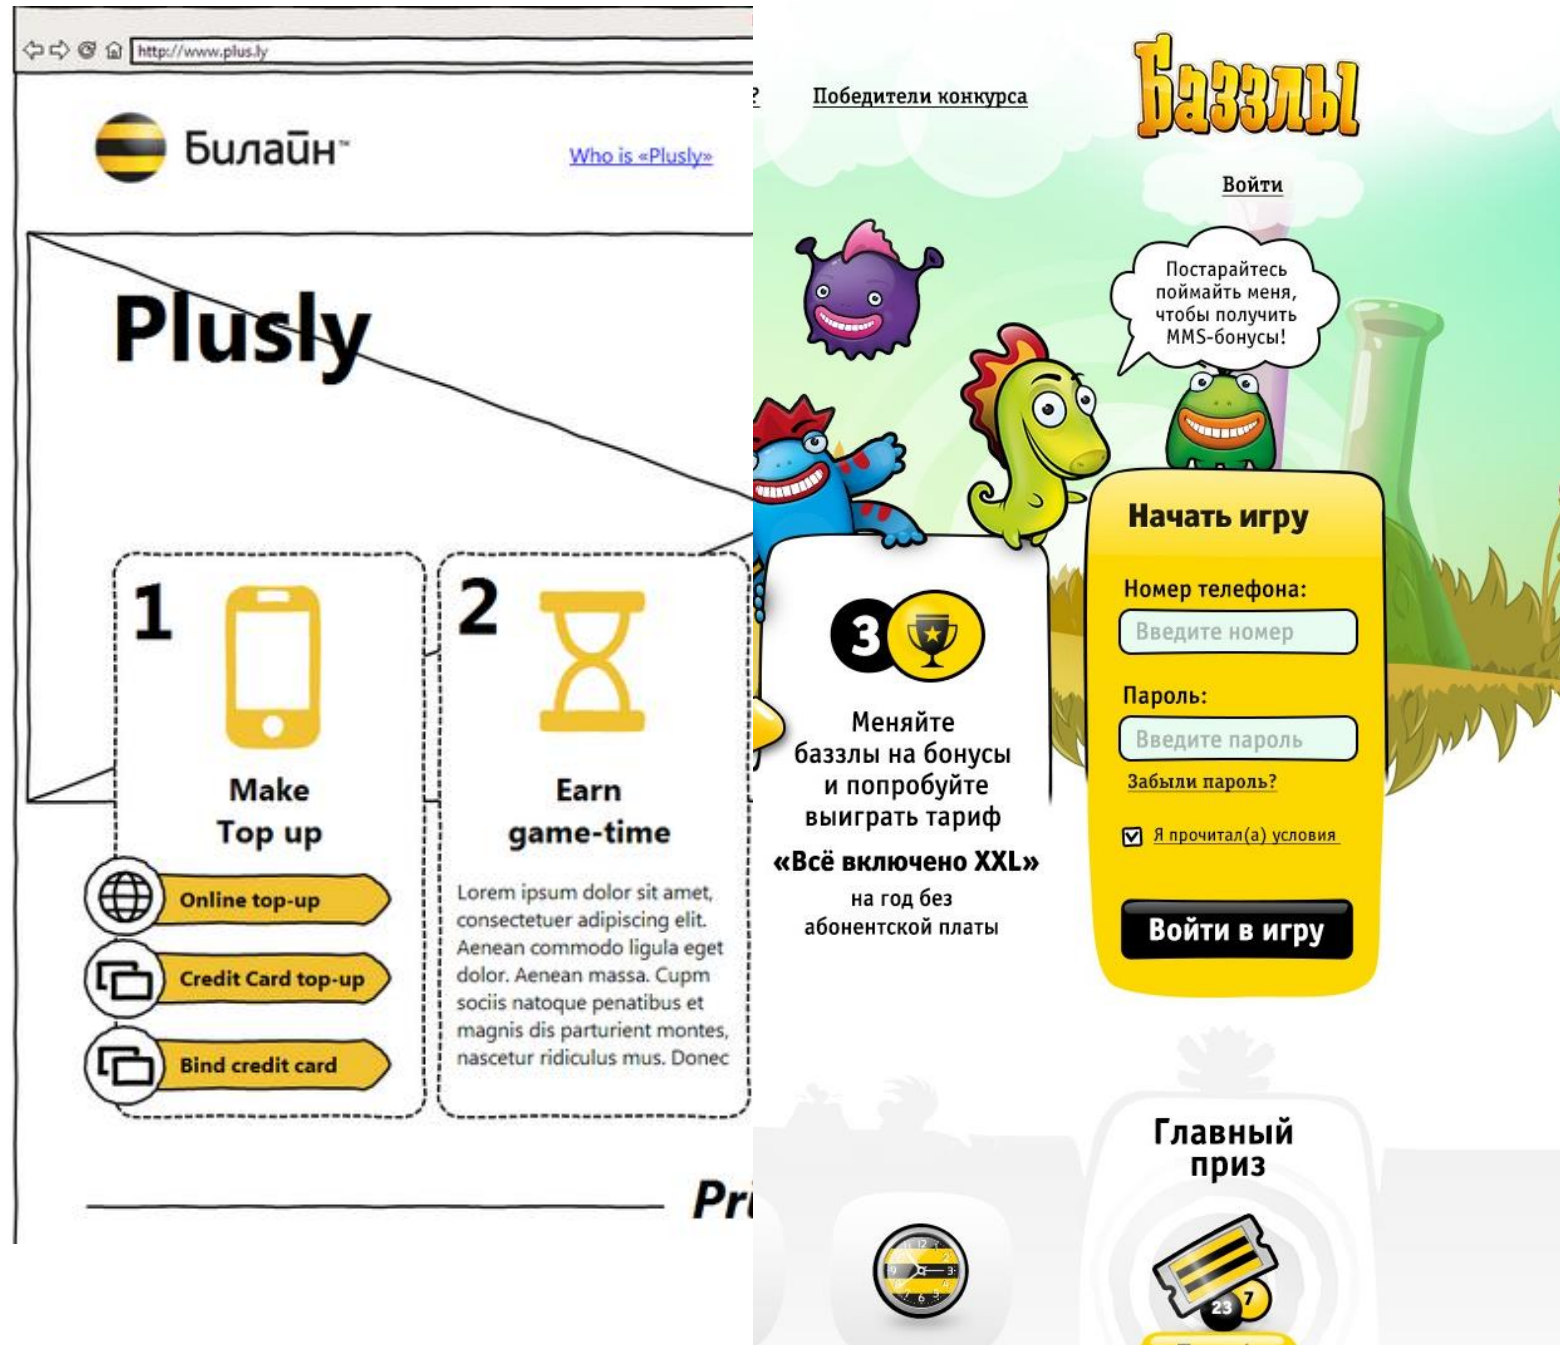 http://www.plus.ly
Билайн™
Who is «Plusly»
Plusly
1
Make
Top up
Online top-up
Credit Card top-up
Bind credit card
2
Earn
game-time
Lorem ipsum dolor sit amet,
consectetuer adipiscing elit.
Aenean commodo ligula eget
dolor. Aenean massa. Cupm
sociis natoque penatibus et
magnis dis parturient montes,
nascetur ridiculus mus. Donec
?
Победители конкурса
Баззлы
Войти
Постарайтесь
поймайть меня,
чтобы получить
MMS-бонусы!
3
Меняйте
баззлы на бонусы
и попробуйте
выиграть тариф
«Всё включено XXL»
на год без
абонентской платы
Начать игру
Номер телефона:
Введите номер
Пароль:
Введите пароль
Забыли пароль?
Я прочитал(а) условия
Войти в игру
Главный
приз
23
7